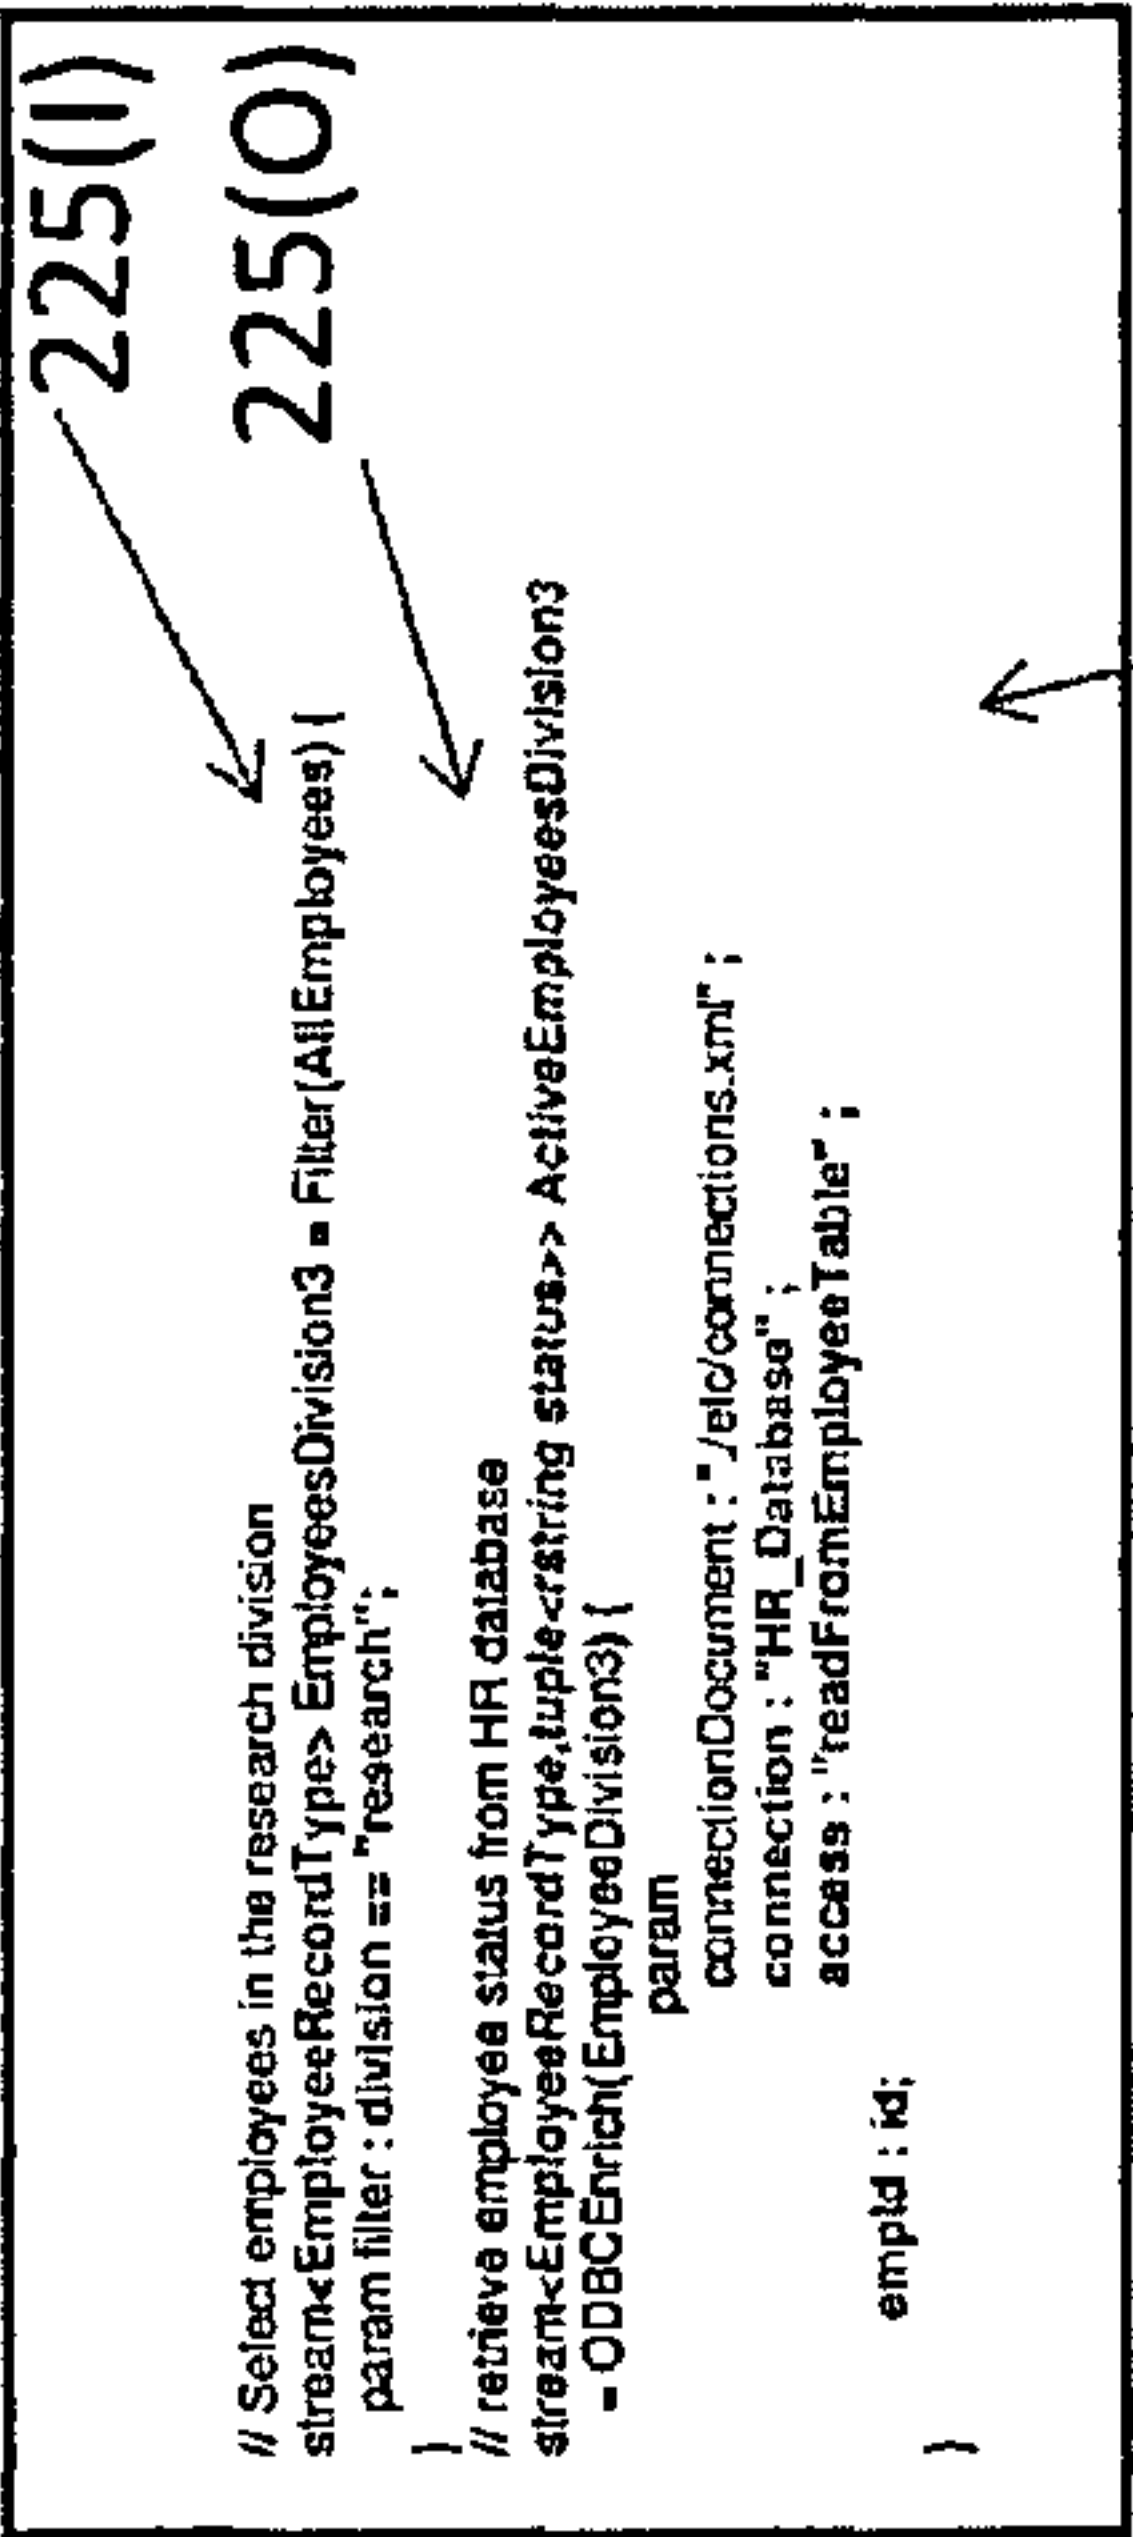 225(I)
225(O)
// Select employees in the research division
stream<EmployeeRecordType> EmployeesDivision3 = Filter(AllEmployees) {
param filter : division == "research";
}
// retrieve employee status from HR database
stream<EmployeeRecordType,tuple<rstring status>> ActiveEmployeesDivision3
= ODBCEnrich(EmployeeDivision3) {
param
connectionDocument : "./etc/connections.xml" ;
connection : "HR_Database" ;
access : "readFromEmployeeTable" ;
empId : id;
}